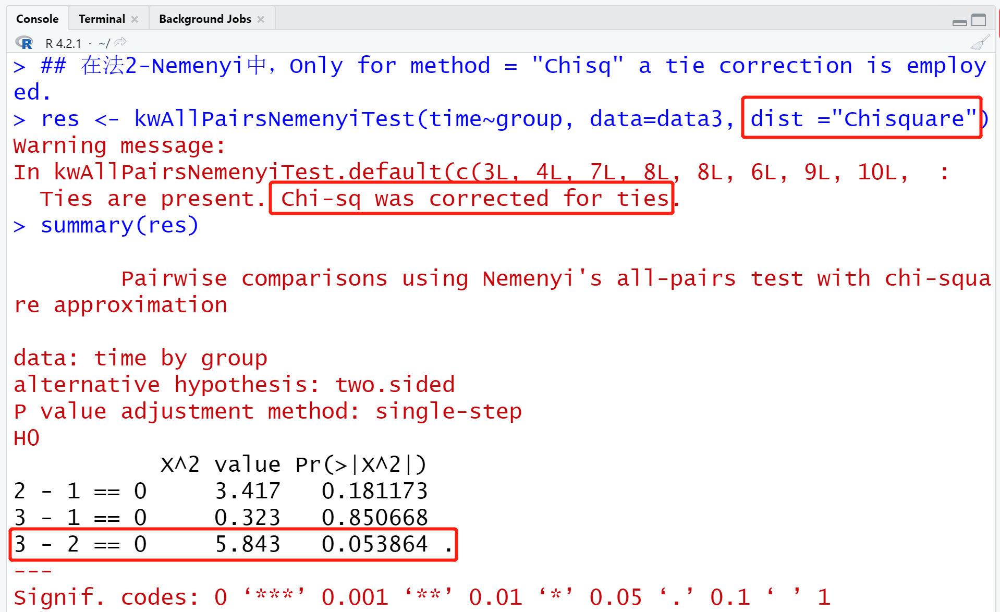 Console Terminal Background Jobs
R R 4.2.1 · ~/
> ## 在法2-Nemenyi中，Only for method = "Chisq" a tie correction is employ
ed.
> res <- kwAllPairsNemenyiTest(time~group, data=data3, dist ="Chisquare")
Warning message:
In kwAllPairsNemenyiTest.default(c(3L, 4L, 7L, 8L, 8L, 6L, 9L, 10L,  :
  Ties are present. Chi-sq was corrected for ties.
> summary(res)
        Pairwise comparisons using Nemenyi's all-pairs test with chi-squa
re approximation
data: time by group
alternative hypothesis: two.sided
P value adjustment method: single-step
H0
           X^2 value Pr(>|X^2|)
2 - 1 == 0     3.417   0.181173
3 - 1 == 0     0.323   0.850668
3 - 2 == 0     5.843   0.053864 .
---
Signif. codes: 0 ‘***’ 0.001 ‘**’ 0.01 ‘*’ 0.05 ‘.’ 0.1 ‘ ’ 1